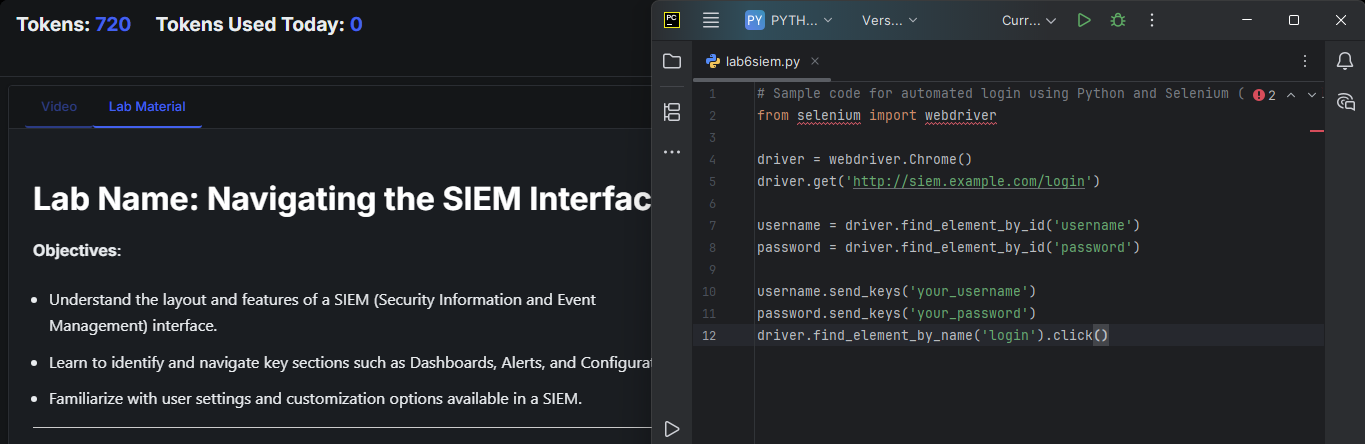 Tokens: 720 Tokens Used Today: 0
Video Lab Material
Lab Name: Navigating the SIEM Interfac
Objectives:
Understand the layout and features of a SIEM (Security Information and Event
Management) interface.
Learn to identify and navigate key sections such as Dashboards, Alerts, and Configurat
Familiarize with user settings and customization options available in a SIEM.
PC PY PYTH... Vers... Curr...
lab6siem.py
1 # Sample code for automated login using Python and Selenium ( 2
2 from selenium import webdriver
3
4 driver = webdriver.Chrome()
5 driver.get('http://siem.example.com/login')
6
7 username = driver.find_element_by_id('username')
8 password = driver.find_element_by_id('password')
9
10 username.send_keys('your_username')
11 password.send_keys('your_password')
12 driver.find_element_by_name('login').click()